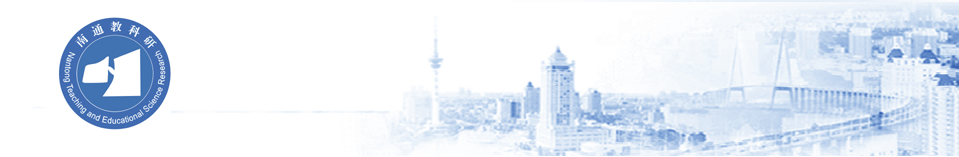 南通教科研
Nantong Teaching and Educational Science Research